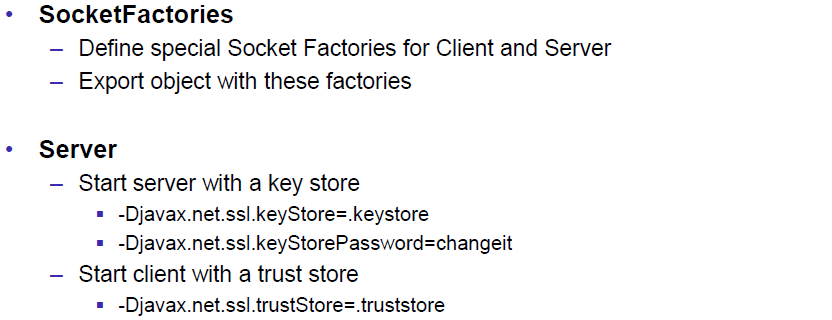 • SocketFactories
– Define special Socket Factories for Client and Server
– Export object with these factories
• Server
– Start server with a key store
▪ -Djavax.net.ssl.keyStore=.keystore
▪ -Djavax.net.ssl.keyStorePassword=changeit
– Start client with a trust store
▪ -Djavax.net.ssl.trustStore=.truststore